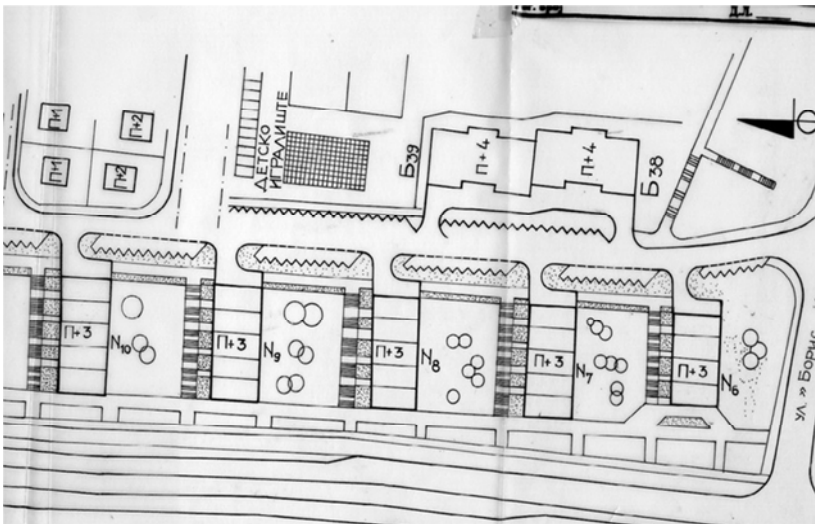 П+1
П+2
П+1
П+2
ДЕТСКО
ИГРАДИШТЕ
Б39
П+4
П+4
Б38
П+3
N10
П+3
N9
П+3
N8
П+3
N7
П+3
N6
УЛ. » Борис